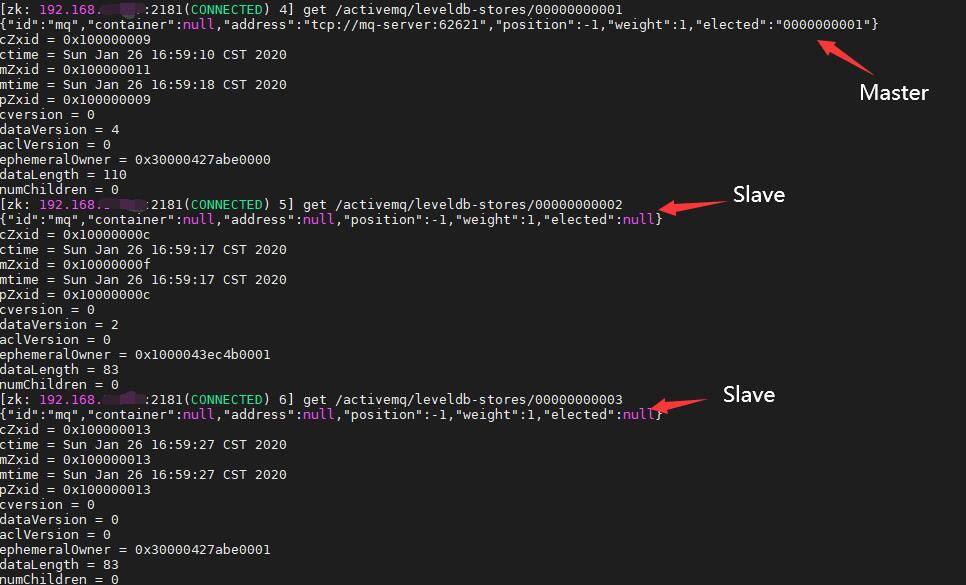 [zk: 192.168. :2181(CONNECTED) 4] get /activemq/leveldb-stores/00000000001
{"id":"mq","container":null,"address":"tcp://mq-server:62621","position":-1,"weight":1,"elected":"0000000001"}
cZxid = 0x100000009
ctime = Sun Jan 26 16:59:10 CST 2020
mZxid = 0x100000011
mtime = Sun Jan 26 16:59:18 CST 2020
pZxid = 0x100000009
Master
cversion = 0
dataVersion = 4
aclVersion = 0
ephemeralOwner = 0x30000427abe0000
dataLength = 110
numChildren = 0
Slave
[zk: 192.168. :2181(CONNECTED) 5] get /activemq/leveldb-stores/00000000002
{"id":"mq","container":null,"address":null,"position":-1,"weight":1,"elected":null}
cZxid = 0x10000000c
ctime = Sun Jan 26 16:59:17 CST 2020
mZxid = 0x10000000f
mtime = Sun Jan 26 16:59:17 CST 2020
pZxid = 0x10000000c
cversion = 0
dataVersion = 2
aclVersion = 0
ephemeralOwner = 0x1000043ec4b0001
dataLength = 83
numChildren = 0
Slave
[zk: 192.168. :2181(CONNECTED) 6] get /activemq/leveldb-stores/00000000003
{"id":"mq","container":null,"address":null,"position":-1,"weight":1,"elected":null}
cZxid = 0x100000013
ctime = Sun Jan 26 16:59:27 CST 2020
mZxid = 0x100000013
mtime = Sun Jan 26 16:59:27 CST 2020
pZxid = 0x100000013
cversion = 0
dataVersion = 0
aclVersion = 0
ephemeralOwner = 0x30000427abe0001
dataLength = 83
numChildren = 0